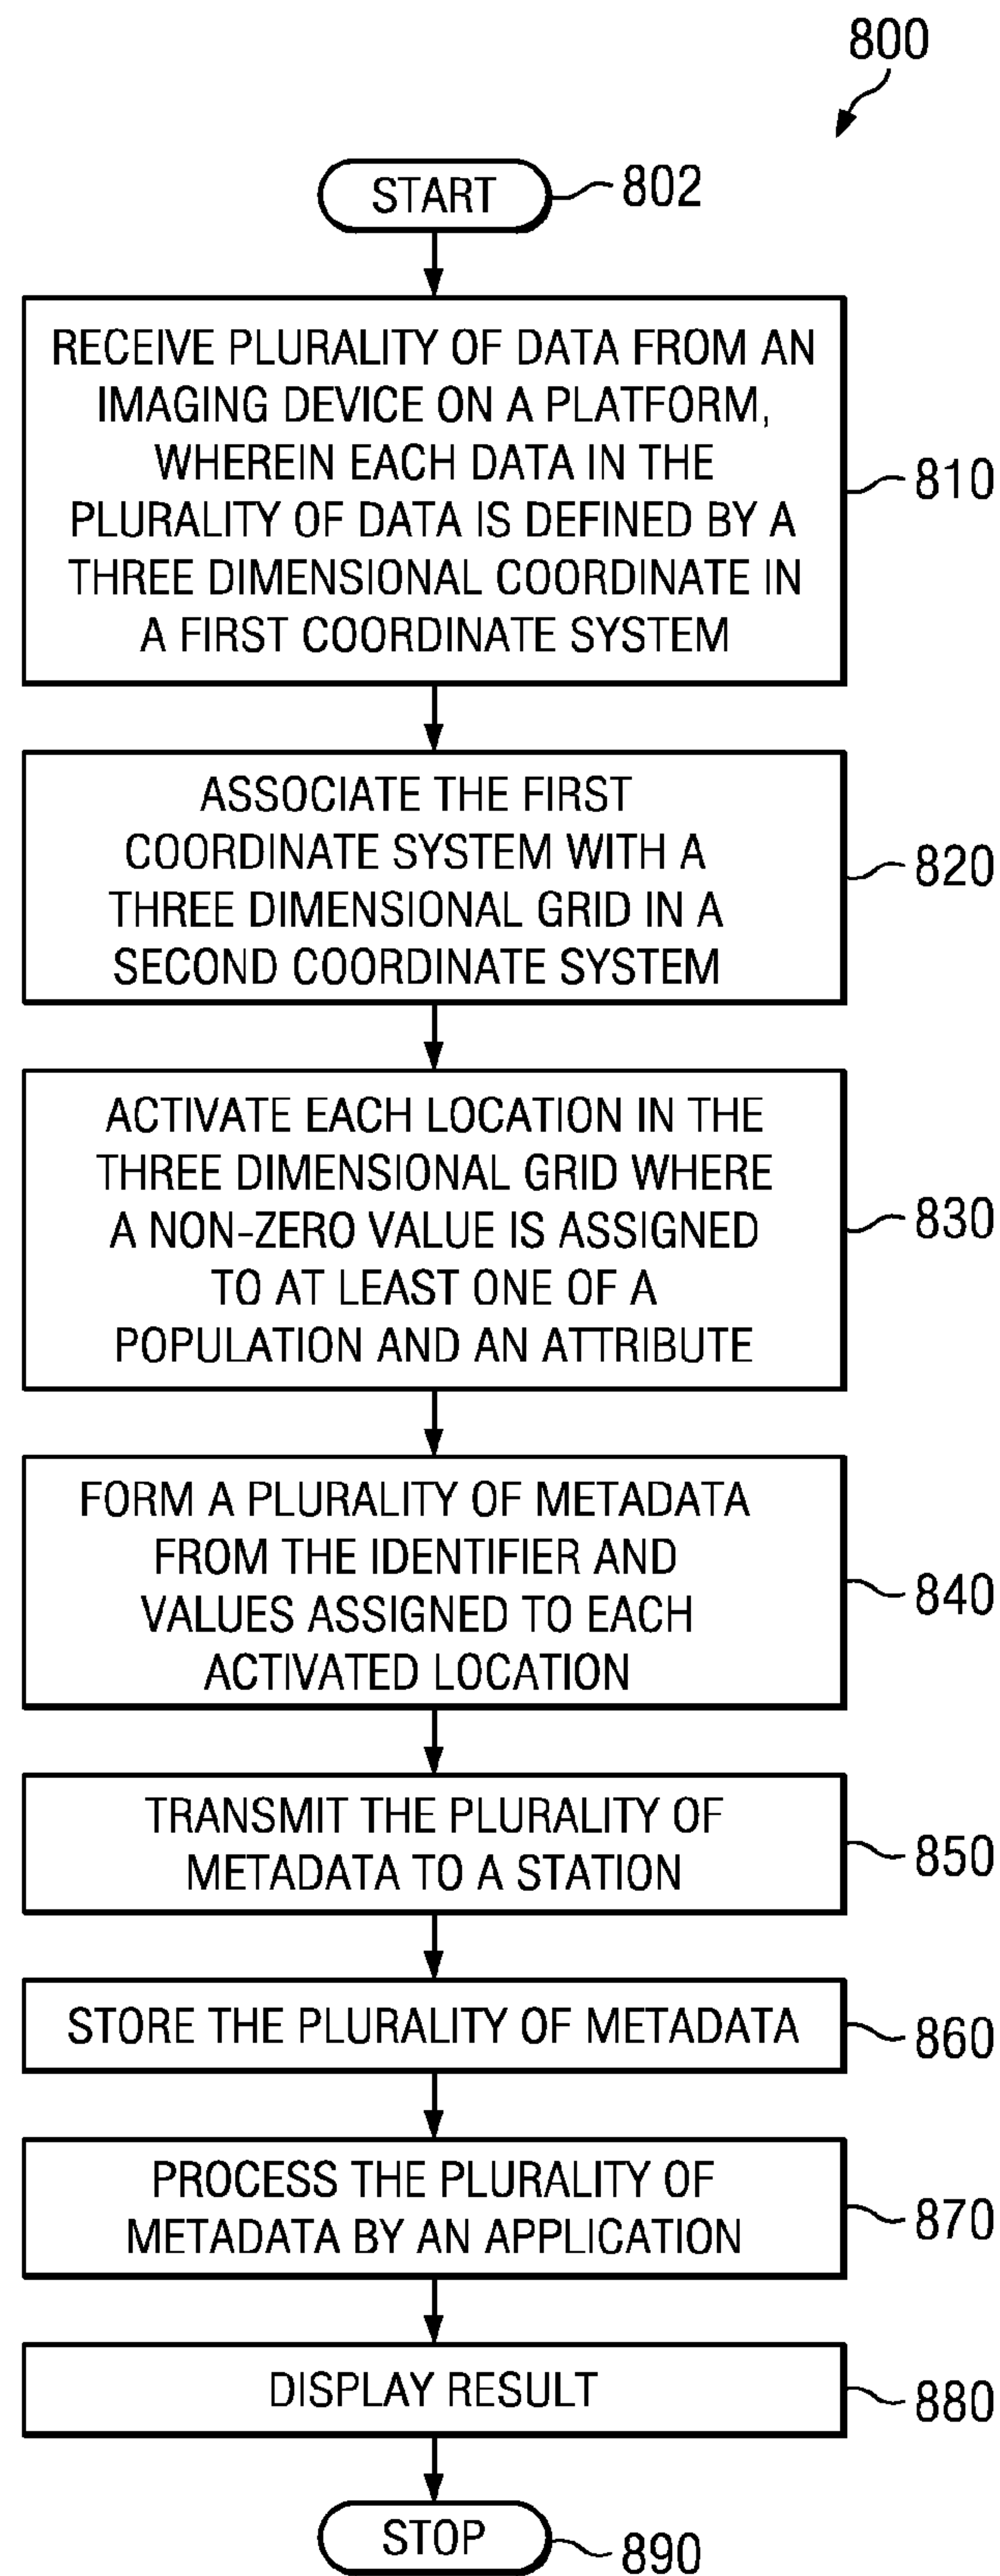 800
START
802
RECEIVE PLURALITY OF DATA FROM AN
IMAGING DEVICE ON A PLATFORM,
WHEREIN EACH DATA IN THE
PLURALITY OF DATA IS DEFINED BY A
THREE DIMENSIONAL COORDINATE IN
A FIRST COORDINATE SYSTEM
810
ASSOCIATE THE FIRST
COORDINATE SYSTEM WITH A
THREE DIMENSIONAL GRID IN A
SECOND COORDINATE SYSTEM
820
ACTIVATE EACH LOCATION IN THE
THREE DIMENSIONAL GRID WHERE
A NON-ZERO VALUE IS ASSIGNED
TO AT LEAST ONE OF A
POPULATION AND AN ATTRIBUTE
830
FORM A PLURALITY OF METADATA
FROM THE IDENTIFIER AND
VALUES ASSIGNED TO EACH
ACTIVATED LOCATION
840
TRANSMIT THE PLURALITY OF
METADATA TO A STATION
850
STORE THE PLURALITY OF METADATA
860
PROCESS THE PLURALITY OF
METADATA BY AN APPLICATION
870
DISPLAY RESULT
880
STOP
890